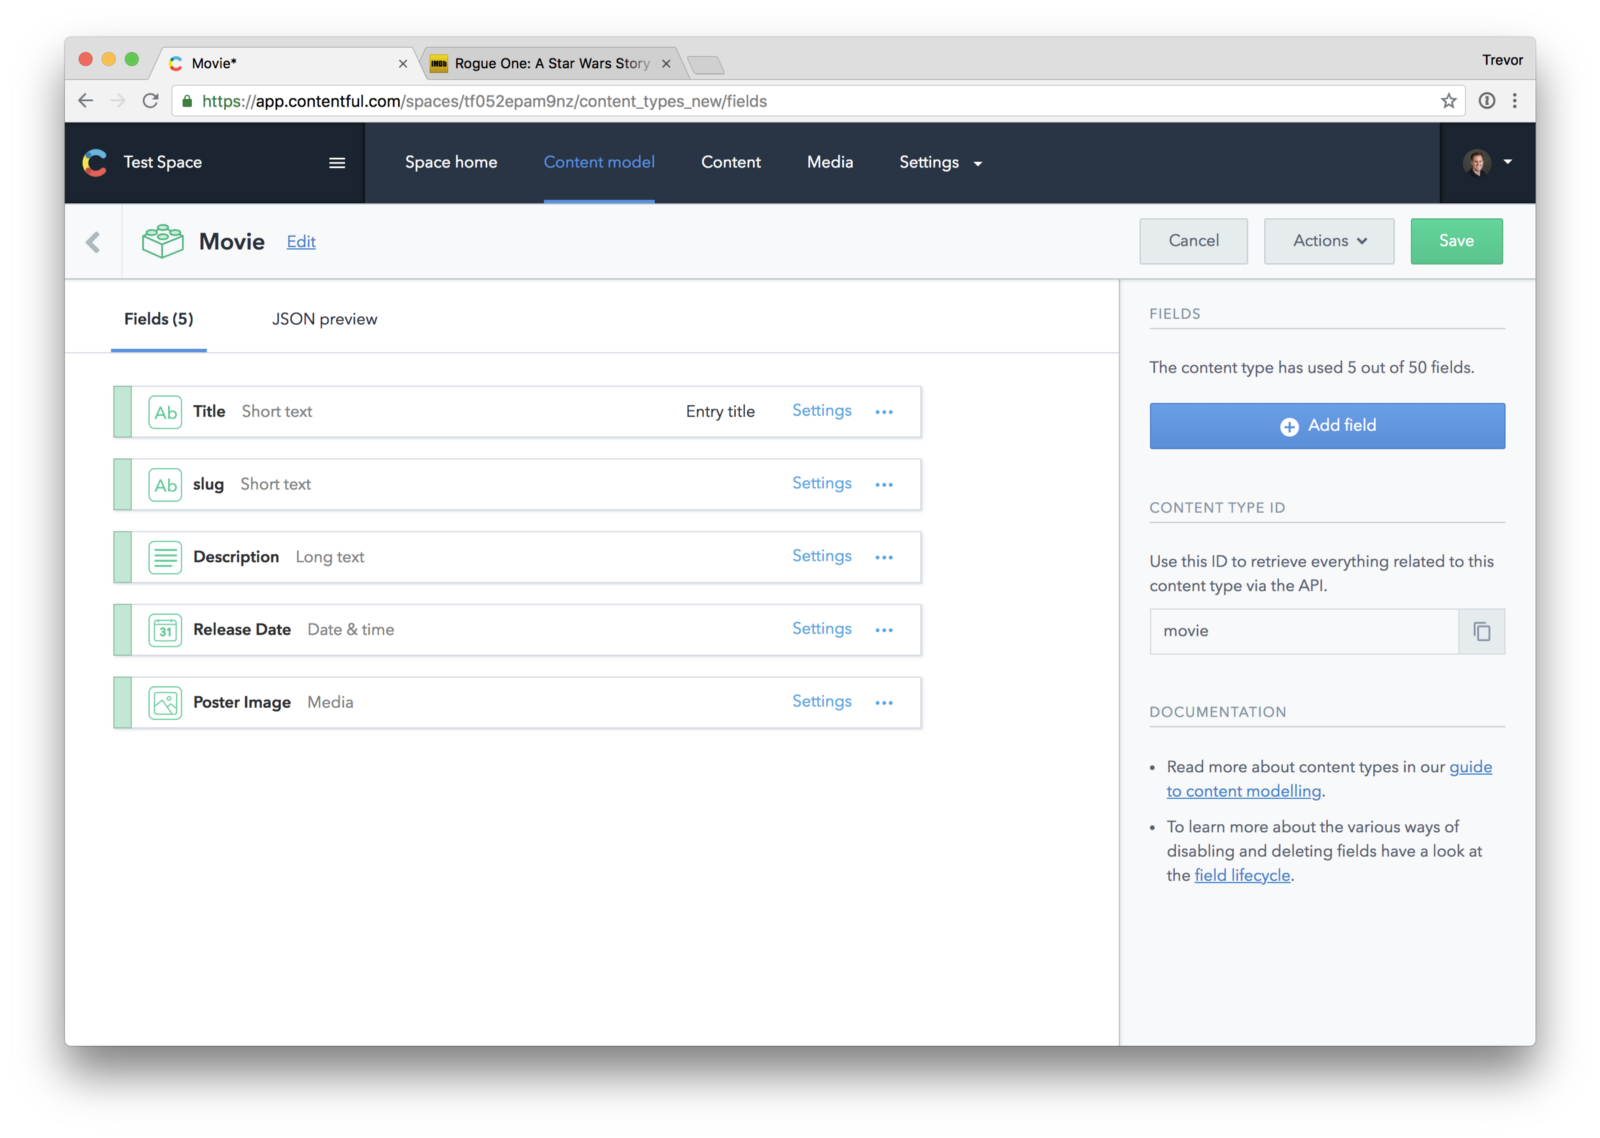 Movie*
IMDb
Rogue One: A Star Wars Story
Trevor
https://app.contentful.com/spaces/tf052epam9nz/content_types_new/fields
Test Space
Space home
Content model
Content
Media
Settings
Movie
Edit
Cancel
Actions
Save
Fields (5)
JSON preview
Ab Title Short text Entry title Settings
Ab slug Short text Settings
Description Long text Settings
31 Release Date Date & time Settings
Poster Image Media Settings
FIELDS
The content type has used 5 out of 50 fields.
Add field
CONTENT TYPE ID
Use this ID to retrieve everything related to this
content type via the API.
movie
DOCUMENTATION
• Read more about content types in our guide
to content modelling.
• To learn more about the various ways of
disabling and deleting fields have a look at
the field lifecycle.